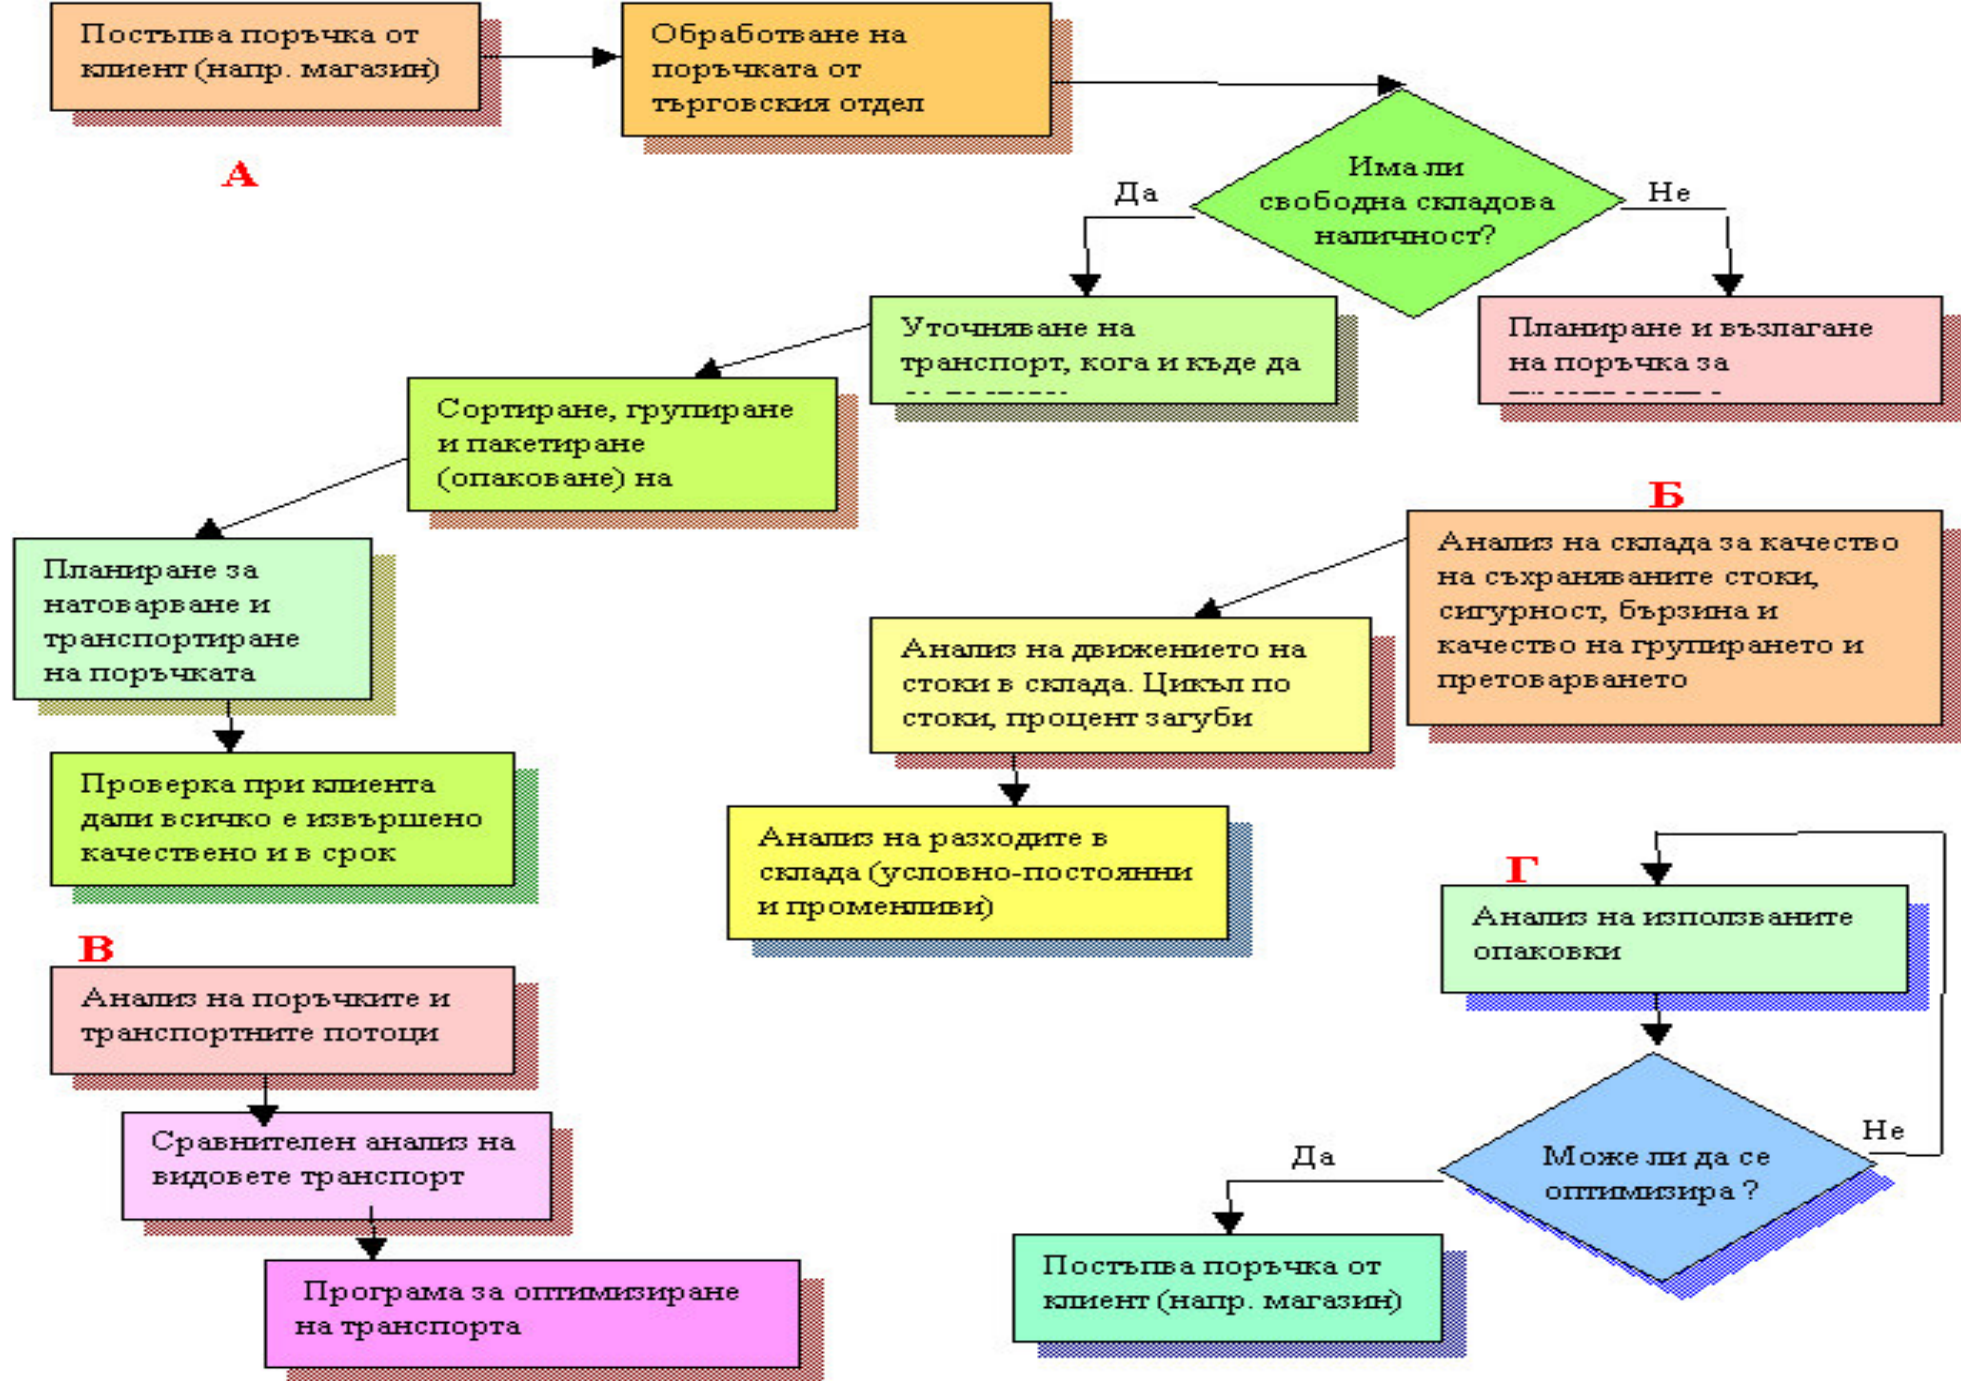 Постъпва поръчка от
клиент (напр. магазин)
Обработване на
поръчката от
търговския отдел
А
Има ли
свободна складова
наличност?
Да
Не
Уточняване на
транспорт, кога и къде да
Планиране и възлагане
на поръчка за
Сортиране, групиране
и пакетиране
(опаковане) на
Планиране за
натоварване и
транспортиране
на поръчката
Проверка при клиента
дали всичко е извършено
качествено и в срок
Б
Анализ на склада за качество
на съхраняваните стоки,
сигурност, бързина и
качество на групирането и
претоварването
Анализ на движението на
стоки в склада. Цикъл по
стоки, процент загуби
Анализ на разходите в
склада (условно-постоянни
и променливи)
В
Анализ на поръчките и
транспортните потоци
Сравнителен анализ на
видовете транспорт
Програма за оптимизиране
на транспорта
Г
Анализ на използваните
опаковки
Може ли да се
оптимизира ?
Да
Не
Постъпва поръчка от
клиент (напр. магазин)